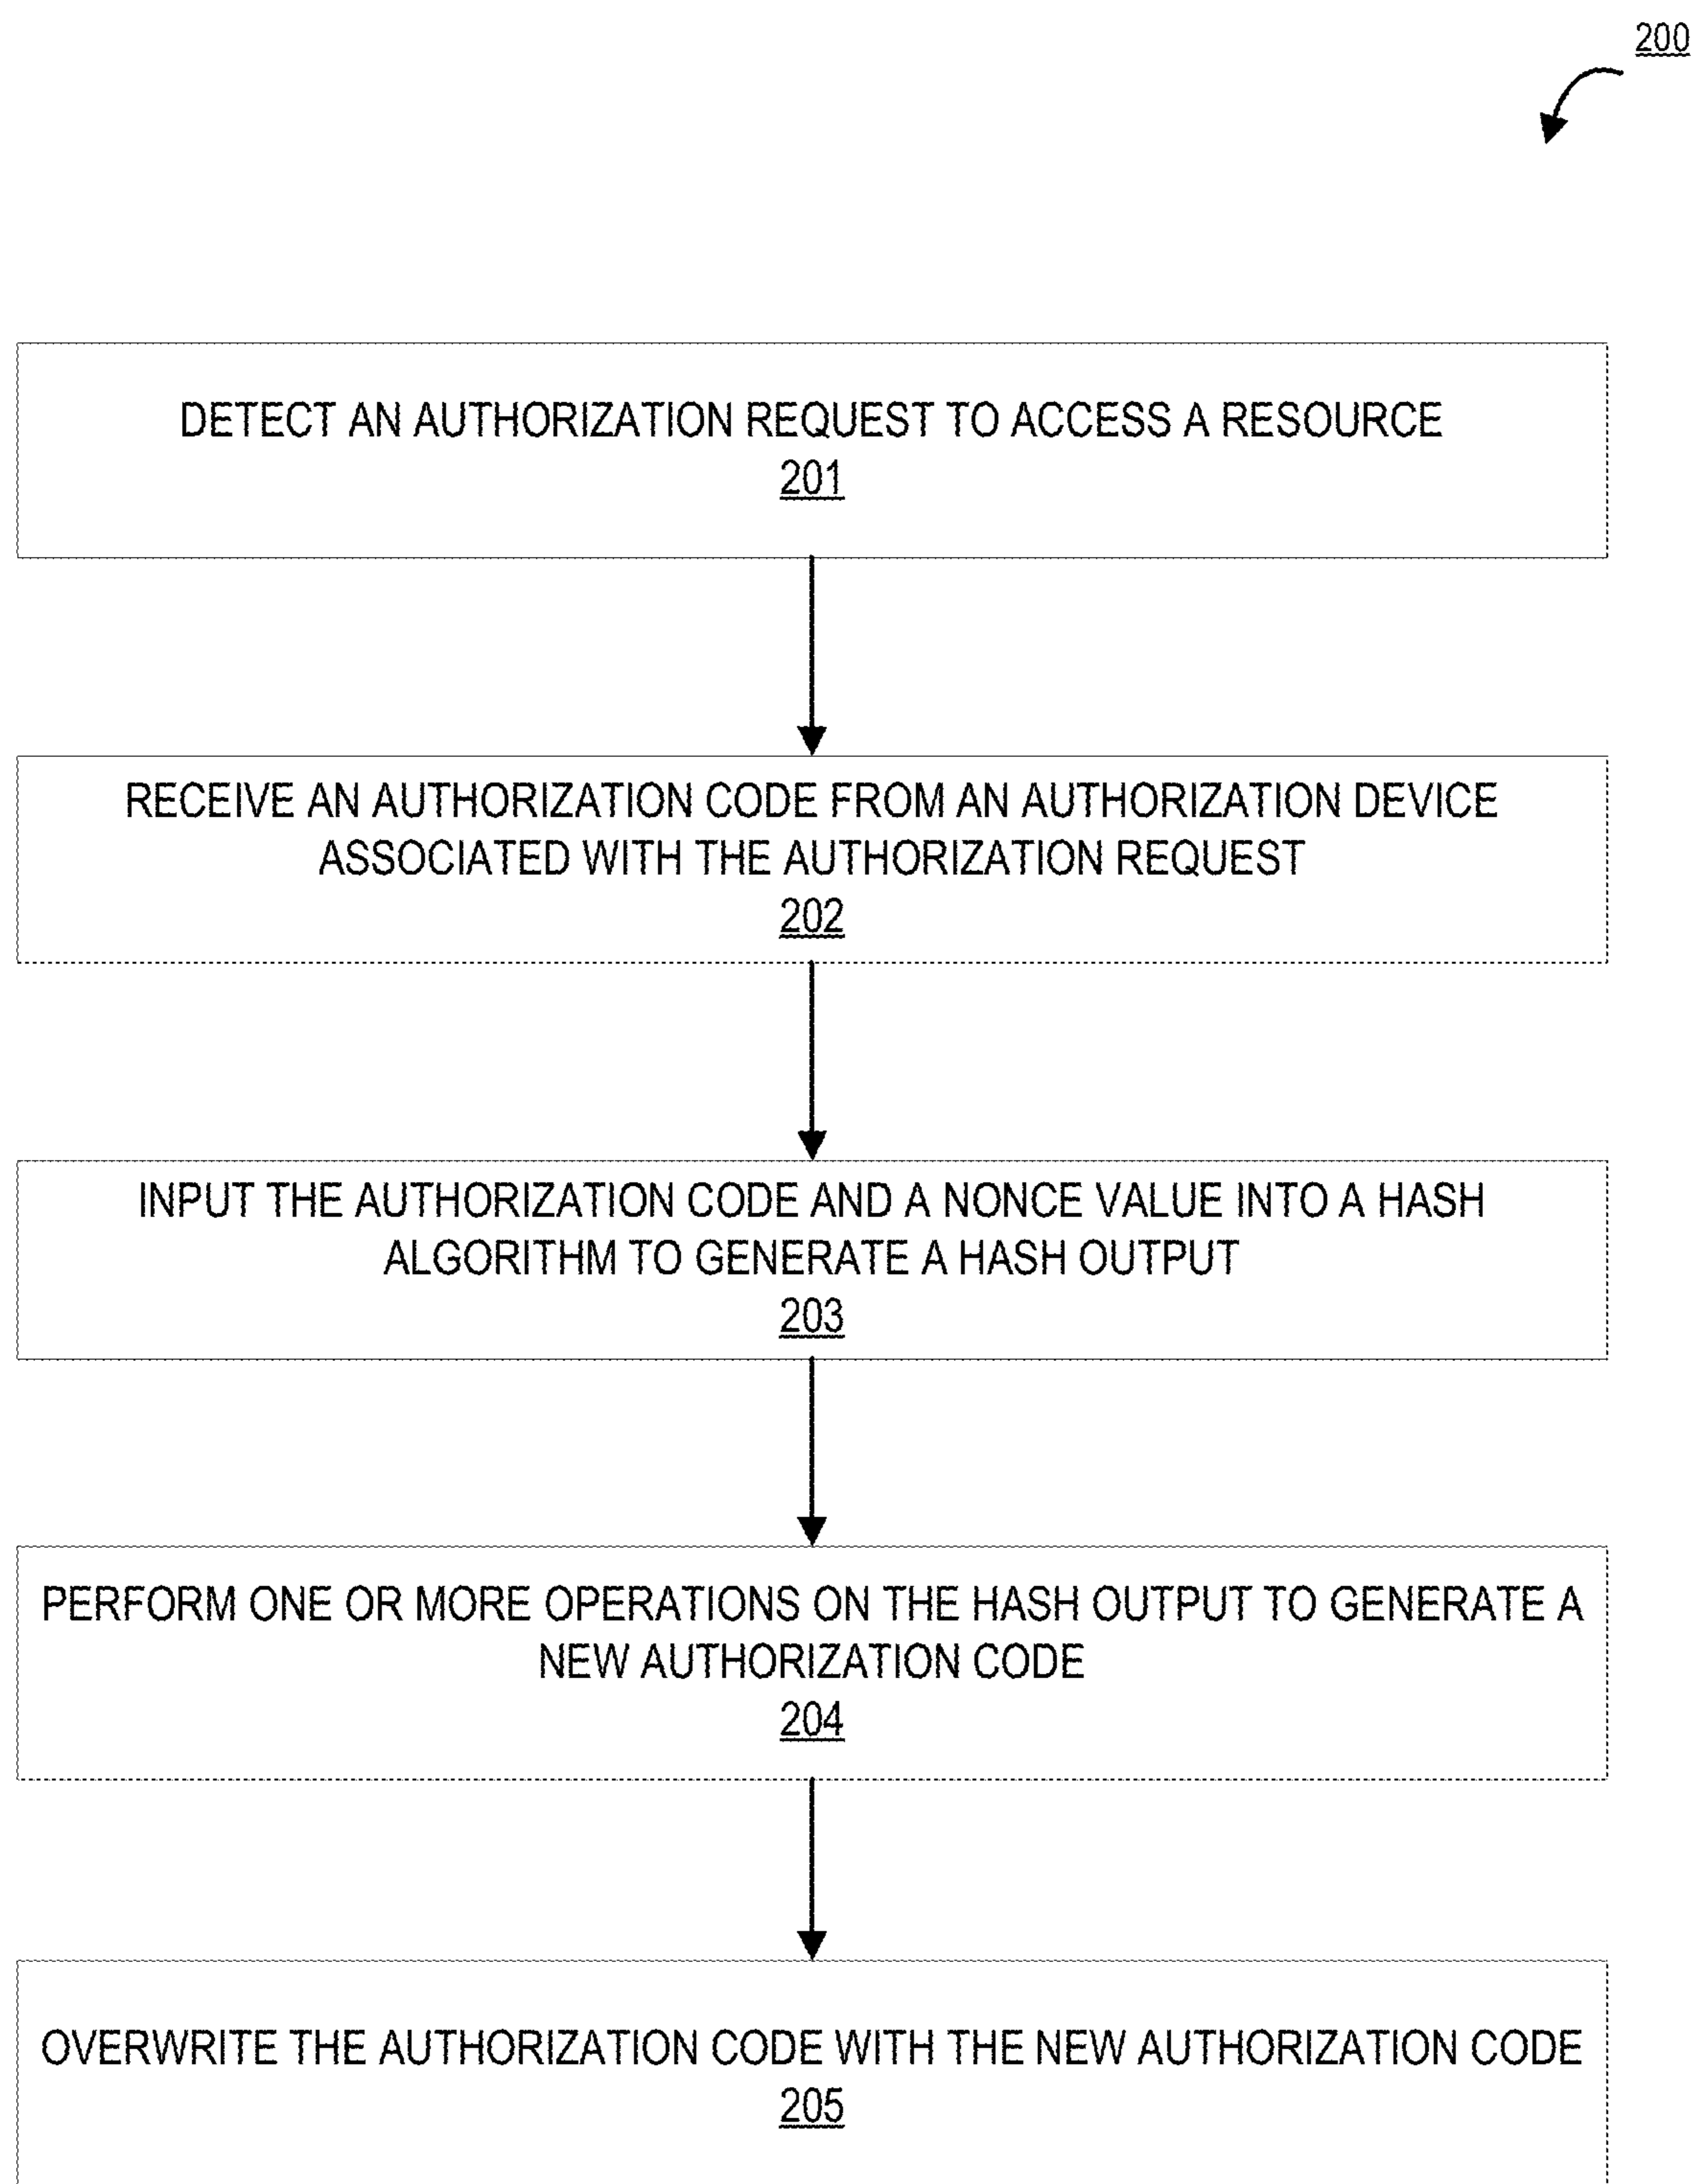 200
DETECT AN AUTHORIZATION REQUEST TO ACCESS A RESOURCE
201
RECEIVE AN AUTHORIZATION CODE FROM AN AUTHORIZATION DEVICE
ASSOCIATED WITH THE AUTHORIZATION REQUEST
202
INPUT THE AUTHORIZATION CODE AND A NONCE VALUE INTO A HASH
ALGORITHM TO GENERATE A HASH OUTPUT
203
PERFORM ONE OR MORE OPERATIONS ON THE HASH OUTPUT TO GENERATE A
NEW AUTHORIZATION CODE
204
OVERWRITE THE AUTHORIZATION CODE WITH THE NEW AUTHORIZATION CODE
205